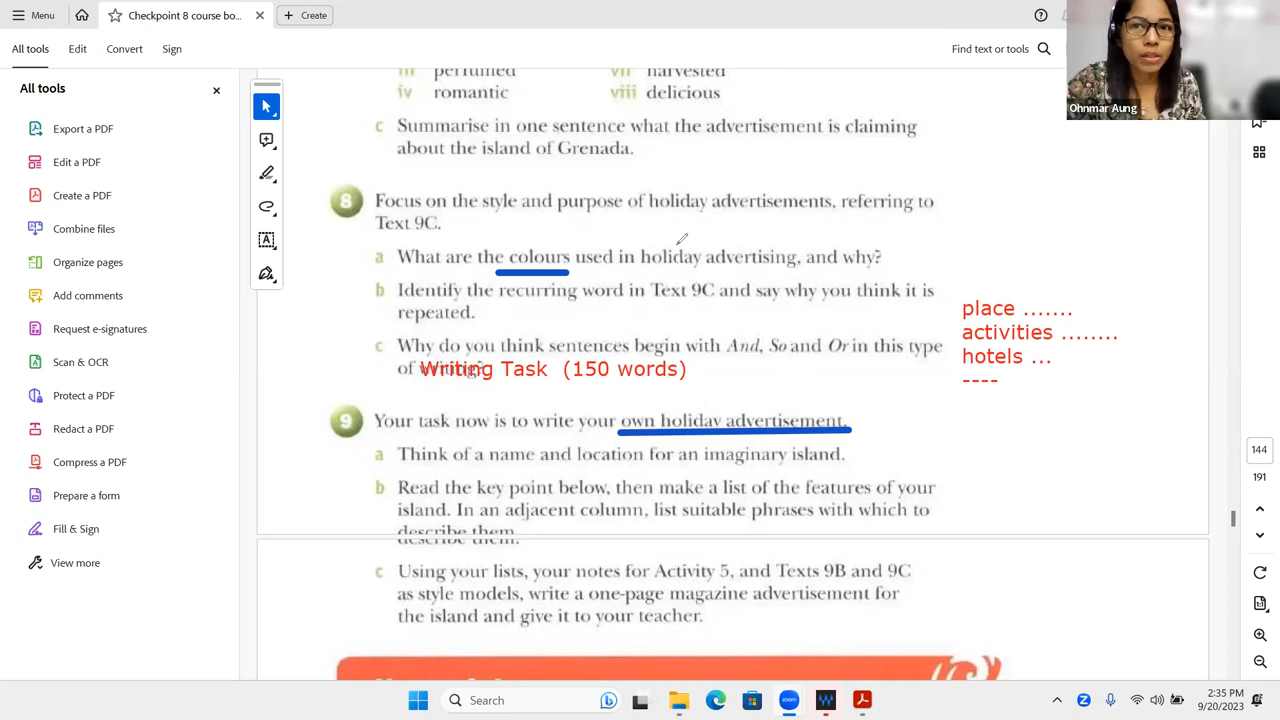 Menu
Checkpoint 8 course bo...
Create
All tools
Edit
Convert
Sign
Find text or tools
All tools
Export a PDF
Edit a PDF
Create a PDF
Combine files
Organize pages
Add comments
Request e-signatures
Scan & OCR
Protect a PDF
Redact a PDF
Compress a PDF
Prepare a form
Fill & Sign
View more
iii perfumed
vii harvested
iv romantic
viii delicious
c Summarise in one sentence what the advertisement is claiming
about the island of Grenada.
8 Focus on the style and purpose of holiday advertisements, referring to
Text 9C.
a What are the colours used in holiday advertising, and why?
b Identify the recurring word in Text 9C and say why you think it is
repeated.
c Why do you think sentences begin with And, So and Or in this type
of writing?
Writing Task (150 words)
place .......
activities ........
hotels ...
----
9 Your task now is to write your own holiday advertisement.
a Think of a name and location for an imaginary island.
b Read the key point below, then make a list of the features of your
island. In an adjacent column, list suitable phrases with which to
describe them.
describe them.
c Using your lists, your notes for Activity 5, and Texts 9B and 9C
as style models, write a one-page magazine advertisement for
the island and give it to your teacher.
Ohnmar Aung
144
191
Search
2:35 PM
9/20/2023